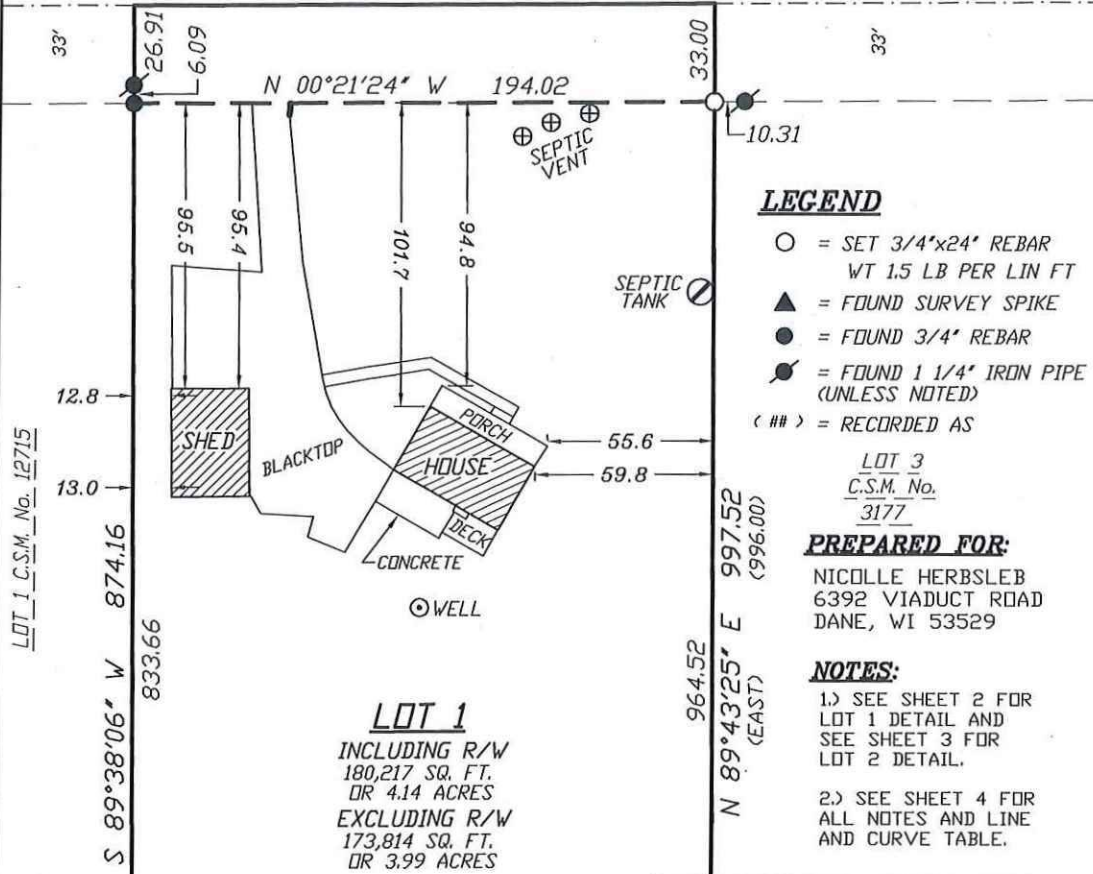 33'
26.91
6.09
33.00
33'
N 00°21'24" W 194.02
10.31
SEPTIC
VENT
95.5
95.4
101.7
94.8
SEPTIC
TANK
12.8
13.0
SHED
BLACKTOP
PORCH
HOUSE
DECK
CONCRETE
WELL
55.6
59.8
LOT 1 C.S.M. No. 12715
S 89°38'06" W 874.16
833.66
964.52
N 89°43'25" E 997.52
(EAST) (996.00)
LOT 1
INCLUDING R/W
180,217 SQ. FT.
OR 4.14 ACRES
EXCLUDING R/W
173,814 SQ. FT.
OR 3.99 ACRES
LEGEND
= SET 3/4"x24" REBAR
WT 1.5 LB PER LIN FT
= FOUND SURVEY SPIKE
= FOUND 3/4" REBAR
= FOUND 1 1/4" IRON PIPE
(UNLESS NOTED)
( ## ) = RECORDED AS
LOT 3
C.S.M. No.
3177
PREPARED FOR:
NICOLLE HERBSLEB
6392 VIADUCT ROAD
DANE, WI 53529
NOTES:
1.) SEE SHEET 2 FOR
LOT 1 DETAIL AND
SEE SHEET 3 FOR
LOT 2 DETAIL.
2.) SEE SHEET 4 FOR
ALL NOTES AND LINE
AND CURVE TABLE.